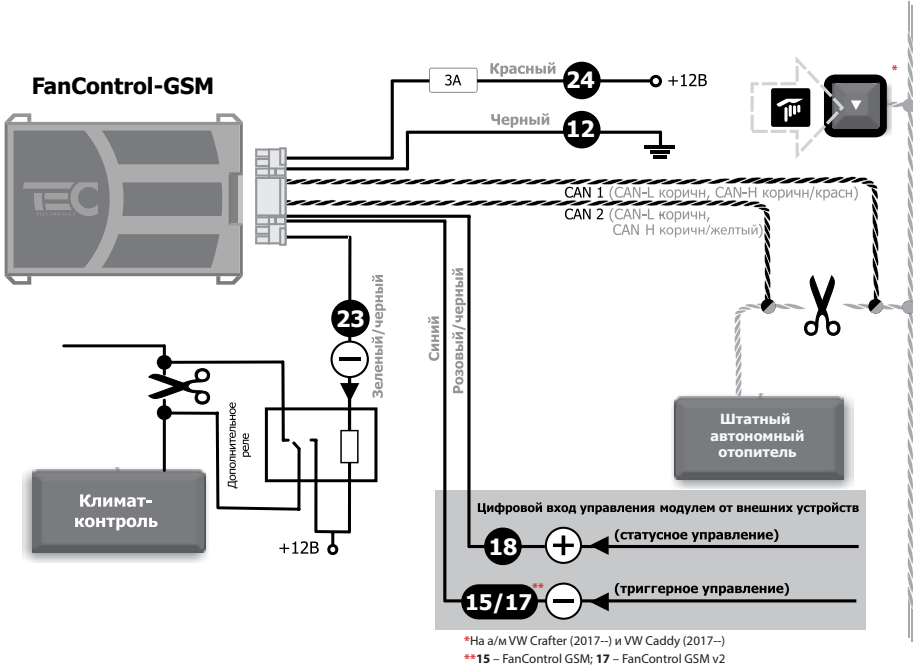 FanControl-GSM
TEC
ELECTRONICS
3А
Красный
24
+12В
*
Черный
12
CAN 1 (CAN-L коричн, CAN-H коричн/красн)
CAN 2 (CAN-L коричн,
CAN H коричн/желтый)
23
Зеленый/черный
Синий
Розовый/черный
Дополнительное
реле
Климат-
контроль
+12В
Штатный
автономный
отопитель
Цифровой вход управления модулем от внешних устройств
18
(статусное управление)
15/17
**
(триггерное управление)
*На а/м VW Crafter (2017--) и VW Caddy (2017--)
**15 – FanControl GSM; 17 – FanControl GSM v2